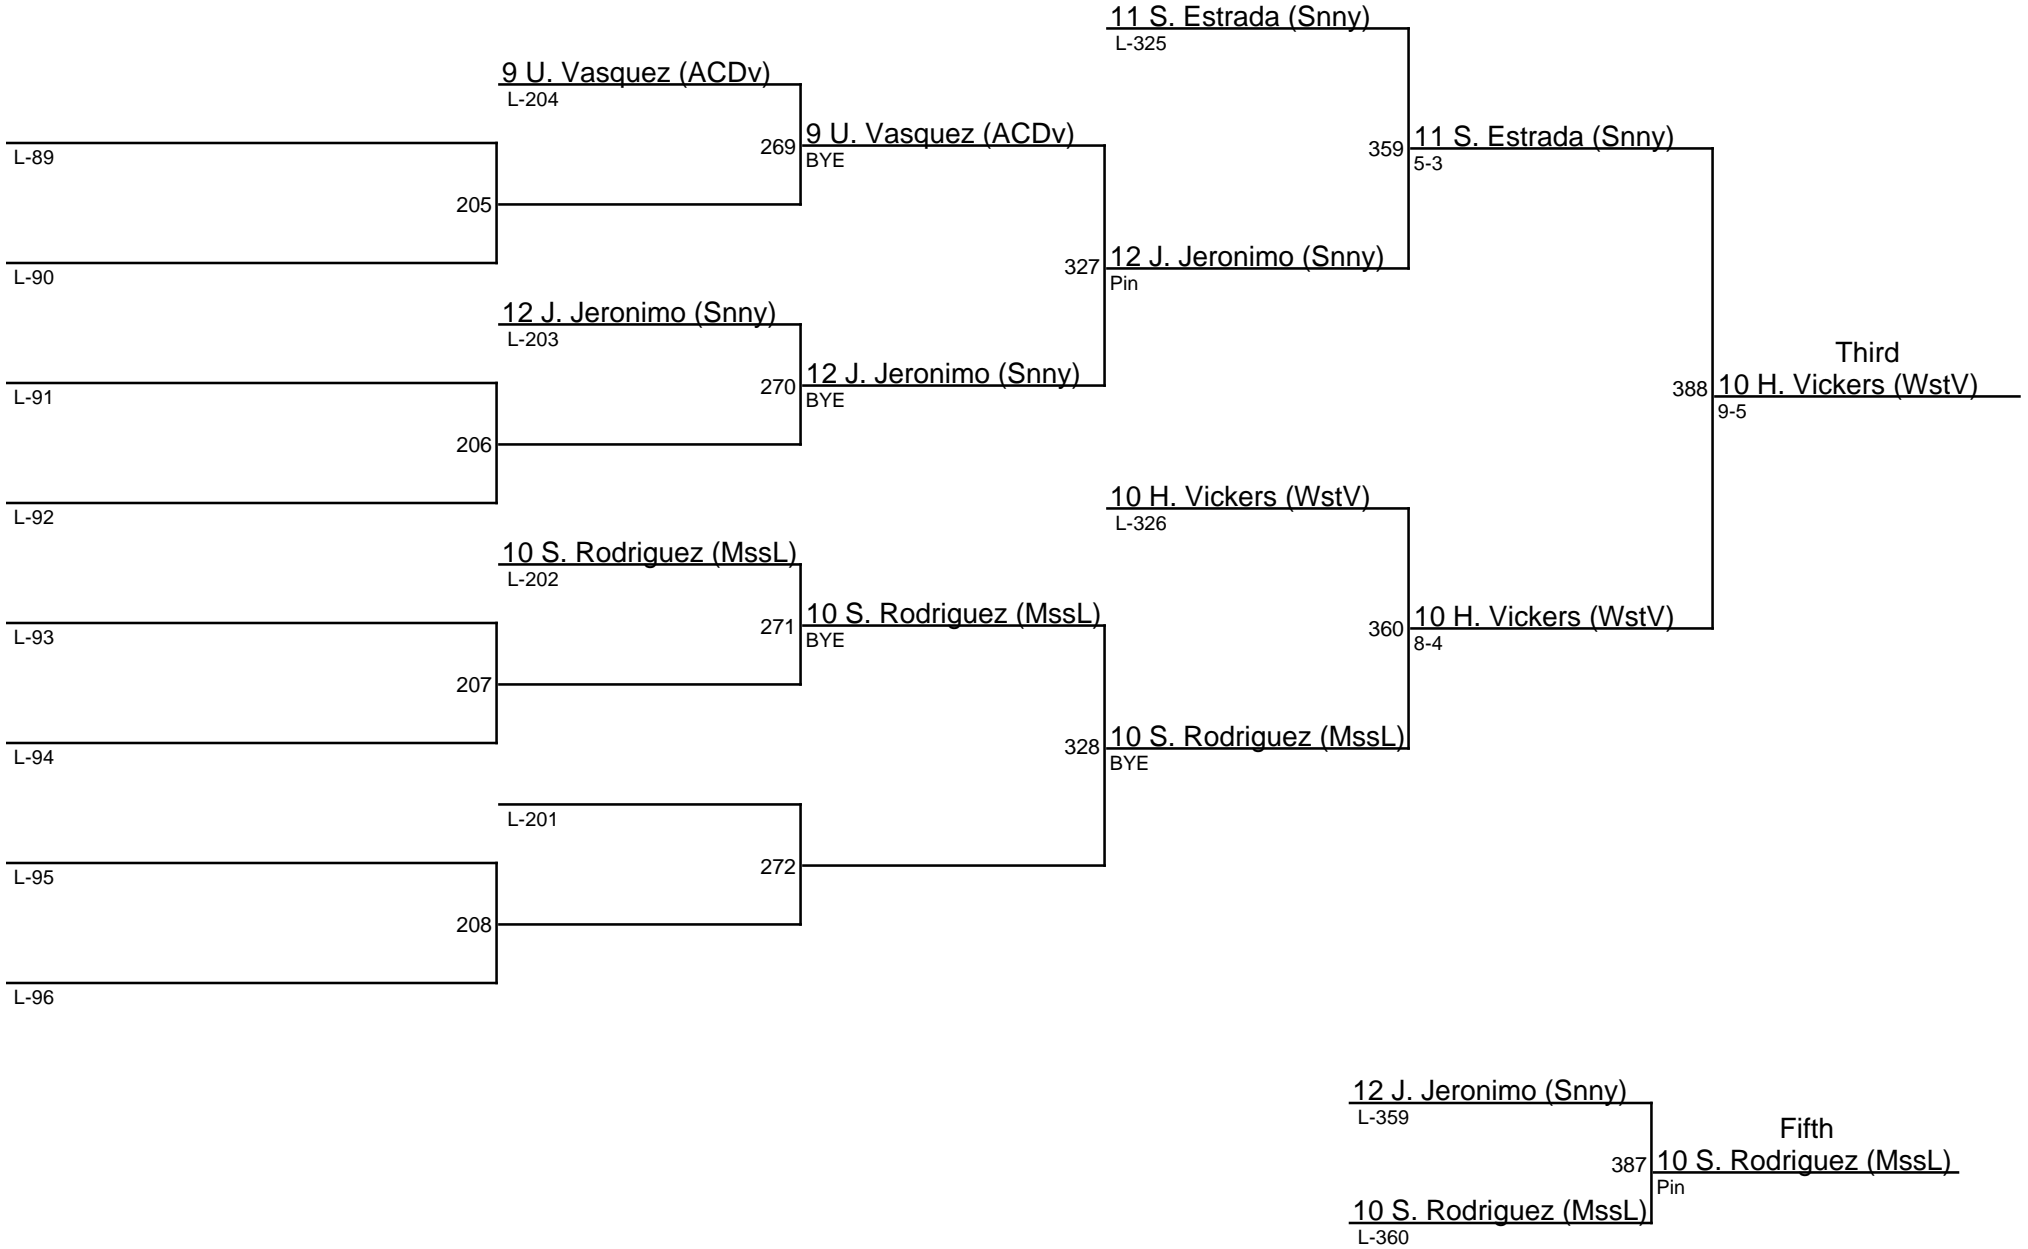 11 S. Estrada (Snny)
L-325
9 U. Vasquez (ACDv)
L-204
269 9 U. Vasquez (ACDv)
BYE
359 11 S. Estrada (Snny)
5-3
L-89
205
L-90
327 12 J. Jeronimo (Snny)
Pin
12 J. Jeronimo (Snny)
L-203
270 12 J. Jeronimo (Snny)
BYE
L-91
206
L-92
Third
388 10 H. Vickers (WstV)
9-5
10 H. Vickers (WstV)
L-326
10 S. Rodriguez (MssL)
L-202
271 10 S. Rodriguez (MssL)
BYE
360 10 H. Vickers (WstV)
8-4
L-93
207
L-94
328 10 S. Rodriguez (MssL)
BYE
L-201
272
L-95
208
L-96
12 J. Jeronimo (Snny)
L-359
Fifth
387 10 S. Rodriguez (MssL)
Pin
10 S. Rodriguez (MssL)
L-360